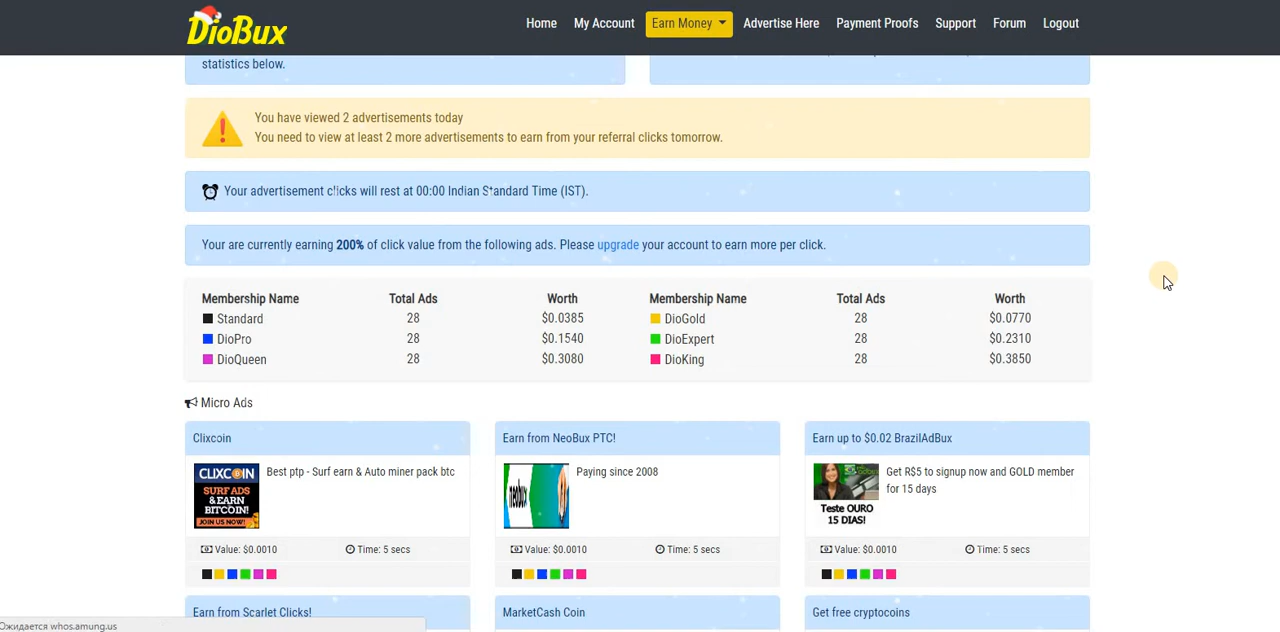 DioBux
Home My Account Earn Money Advertise Here Payment Proofs Support Forum Logout
statistics below.
You have viewed 2 advertisements today
You need to view at least 2 more advertisements to earn from your referral clicks tomorrow.
Your advertisement clicks will rest at 00:00 Indian Standard Time (IST).
Your are currently earning 200% of click value from the following ads. Please upgrade your account to earn more per click.
Membership Name Total Ads Worth Membership Name Total Ads Worth
Standard 28 $0.0385 DioGold 28 $0.0770
DioPro 28 $0.1540 DioExpert 28 $0.2310
DioQueen 28 $0.3080 DioKing 28 $0.3850
Micro Ads
Clixcoin Earn from NeoBux PTC! Earn up to $0.02 BrazilAdBux
CLIXCOIN
SURF ADS
& EARN
BITCOIN!
JOIN US NOW!
Best ptp - Surf earn & Auto miner pack btc
neobux
Paying since 2008
Teste OURO
15 DIAS!
Get R$5 to signup now and GOLD member
for 15 days
Value: $0.0010 Time: 5 secs Value: $0.0010 Time: 5 secs Value: $0.0010 Time: 5 secs
Earn from Scarlet Clicks! MarketCash Coin Get free cryptocoins
Ожидается whos.amung.us